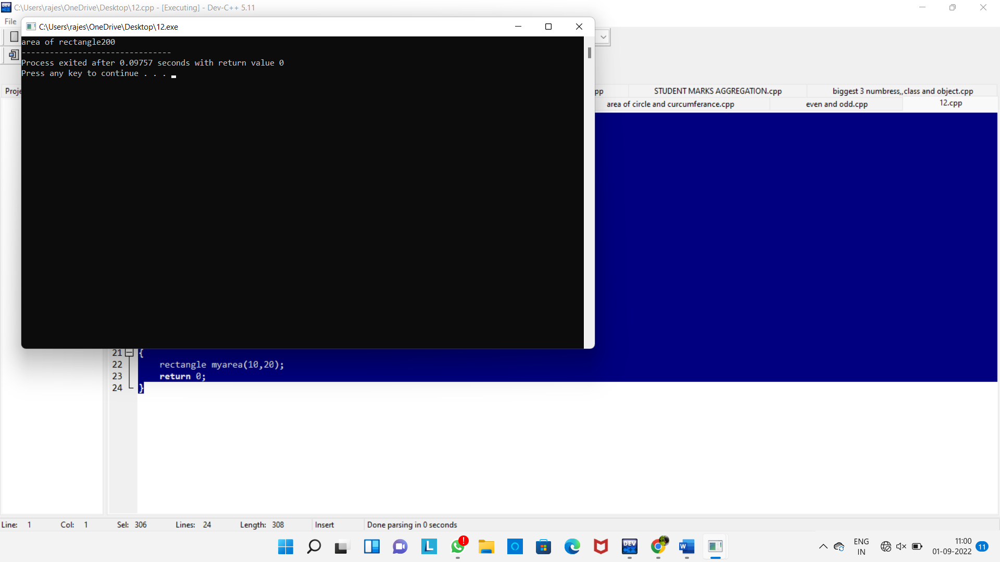 C:\Users\rajes\OneDrive\Desktop\12.cpp - [Executing] - Dev-C++ 5.11
File
C:\Users\rajes\OneDrive\Desktop\12.exe
area of rectangle200
--------------------------------
Process exited after 0.09757 seconds with return value 0
Press any key to continue . . .
Proje
pp
STUDENT MARKS AGGREGATION.cpp
biggest 3 numbress,,class and object.cpp
area of circle and curcumferance.cpp
even and odd.cpp
12.cpp
21 {
22 rectangle myarea(10,20);
23 return 0;
24 }
Line: 1 Col: 1 Sel: 306 Lines: 24 Length: 308 Insert Done parsing in 0 seconds
L
!
DEV
C++
W
ENG
IN
11:00
01-09-2022
11